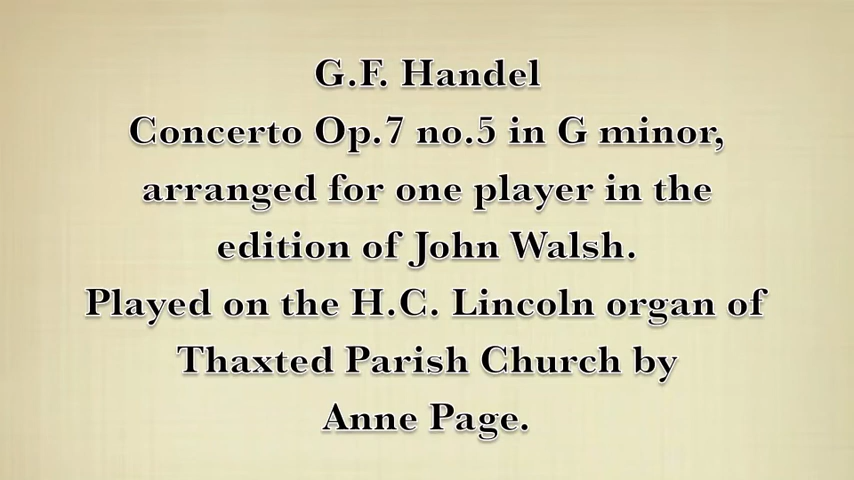 G.F. Handel
Concerto Op.7 no.5 in G minor,
arranged for one player in the
edition of John Walsh.
Played on the H.C. Lincoln organ of
Thaxted Parish Church by
Anne Page.